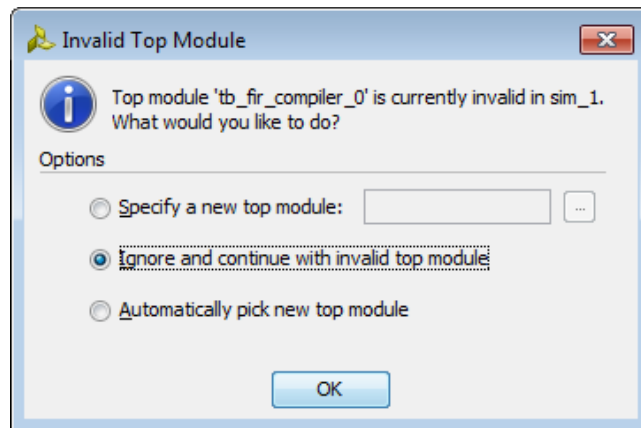 Invalid Top Module
Top module 'tb_fir_compiler_0' is currently invalid in sim_1.
What would you like to do?
Options
Specify a new top module:
...
Ignore and continue with invalid top module
Automatically pick new top module
OK